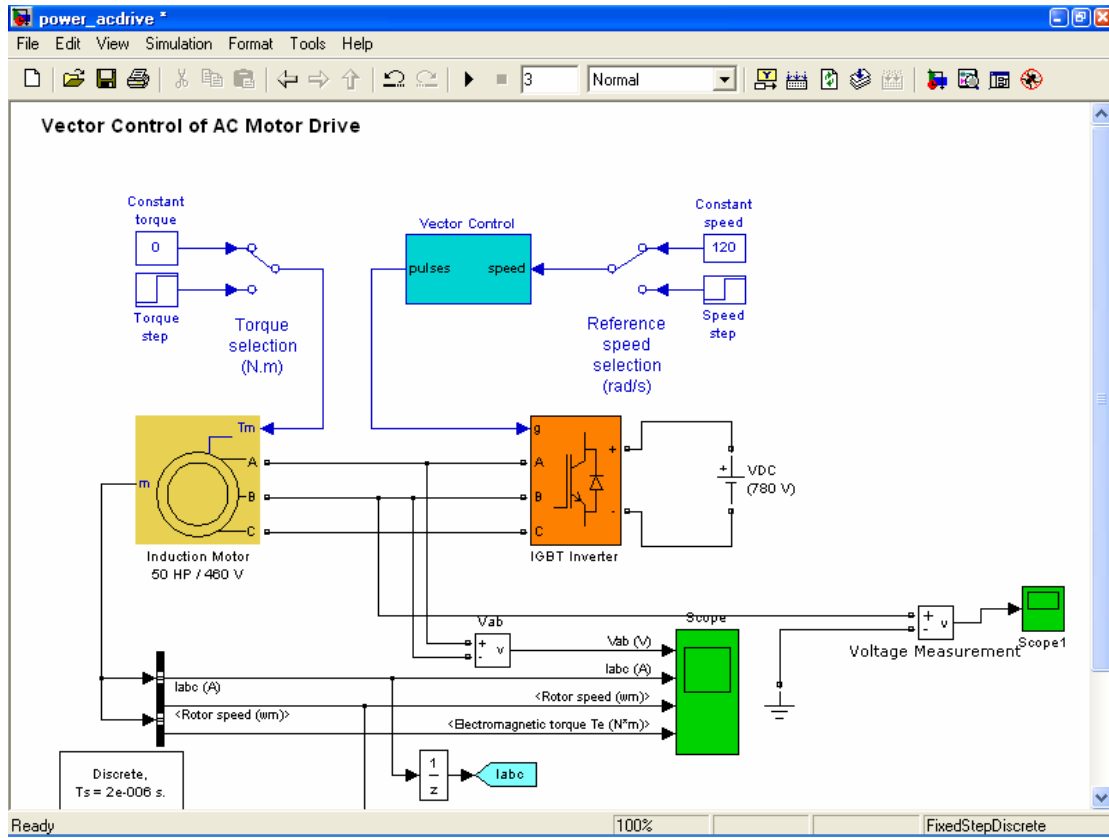 power_acdrive *
File Edit View Simulation Format Tools Help
3 Normal
Vector Control of AC Motor Drive
Constant
torque
0
Torque
step
Torque
selection
(N.m)
Vector Control
pulses speed
Constant
speed
120
Speed
step
Reference
speed
selection
(rad/s)
Tm
m
A
B
C
Induction Motor
50 HP / 460 V
g
A
B
C
+
-
IGBT Inverter
+
VDC
(780 V)
Vab
+
-
v
Vab (V)
Iabc (A)
<Rotor speed (wm)>
<Electromagnetic torque Te (N*m)>
Scope
+
-
v
Voltage Measurement
Scope1
Iabc (A)
<Rotor speed (wm)>
Discrete,
Ts = 2e-006 s.
1
z
Iabc
Ready 100% FixedStepDiscrete